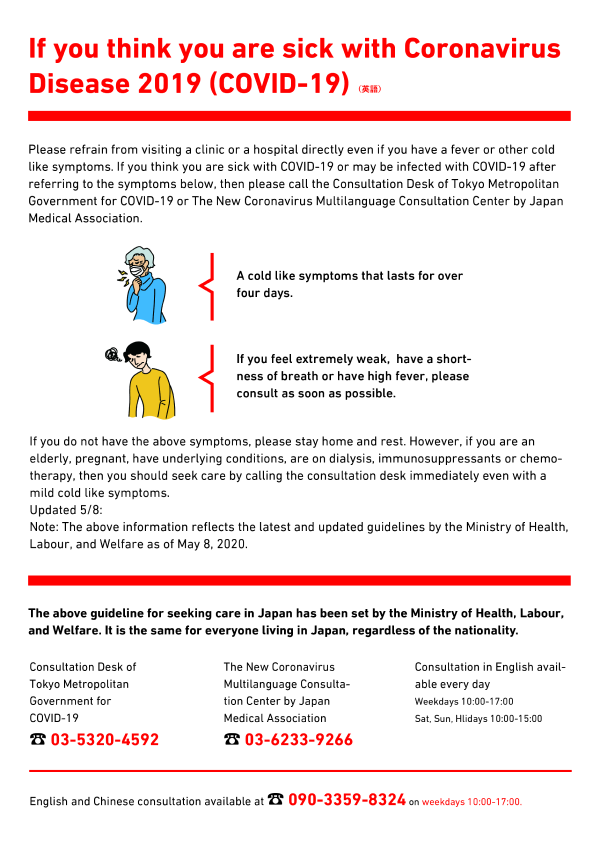 If you think you are sick with Coronavirus
Disease 2019 (COVID-19) (英語)
Please refrain from visiting a clinic or a hospital directly even if you have a fever or other cold
like symptoms. If you think you are sick with COVID-19 or may be infected with COVID-19 after
referring to the symptoms below, then please call the Consultation Desk of Tokyo Metropolitan
Government for COVID-19 or The New Coronavirus Multilanguage Consultation Center by Japan
Medical Association.
A cold like symptoms that lasts for over
four days.
If you feel extremely weak, have a short-
ness of breath or have high fever, please
consult as soon as possible.
If you do not have the above symptoms, please stay home and rest. However, if you are an
elderly, pregnant, have underlying conditions, are on dialysis, immunosuppressants or chemo-
therapy, then you should seek care by calling the consultation desk immediately even with a
mild cold like symptoms.
Updated 5/8:
Note: The above information reflects the latest and updated guidelines by the Ministry of Health,
Labour, and Welfare as of May 8, 2020.
The above guideline for seeking care in Japan has been set by the Ministry of Health, Labour,
and Welfare. It is the same for everyone living in Japan, regardless of the nationality.
Consultation Desk of
Tokyo Metropolitan
Government for
COVID-19
☎ 03-5320-4592
The New Coronavirus
Multilanguage Consulta-
tion Center by Japan
Medical Association
☎ 03-6233-9266
Consultation in English avail-
able every day
Weekdays 10:00-17:00
Sat, Sun, Hlidays 10:00-15:00
English and Chinese consultation available at ☎ 090-3359-8324 on weekdays 10:00-17:00.